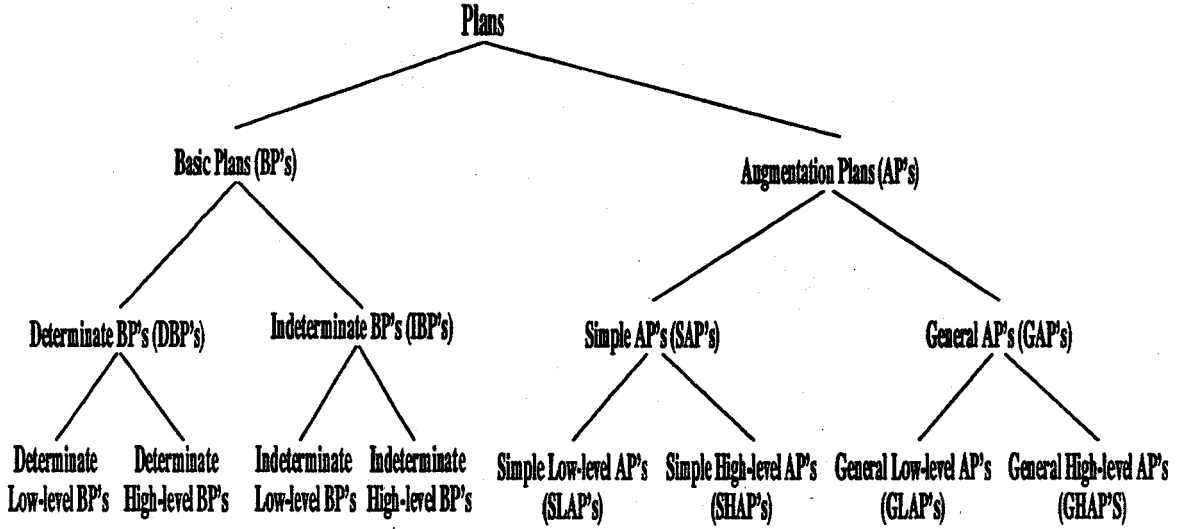 Plans
Basic Plans (BP's)
Augmentation Plans (AP's)
Determinate BP's (DBP's)
Indeterminate BP's (IBP's)
Simple AP's (SAP's)
General AP's (GAP's)
Determinate
Low-level BP's
Determinate
High-level BP's
Indeterminate
Low-level BP's
Indeterminate
High-level BP's
Simple Low-level AP's
(SLAP's)
Simple High-level AP's
(SHAP's)
General Low-level AP's
(GLAP's)
General High-level AP's
(GHAP'S)